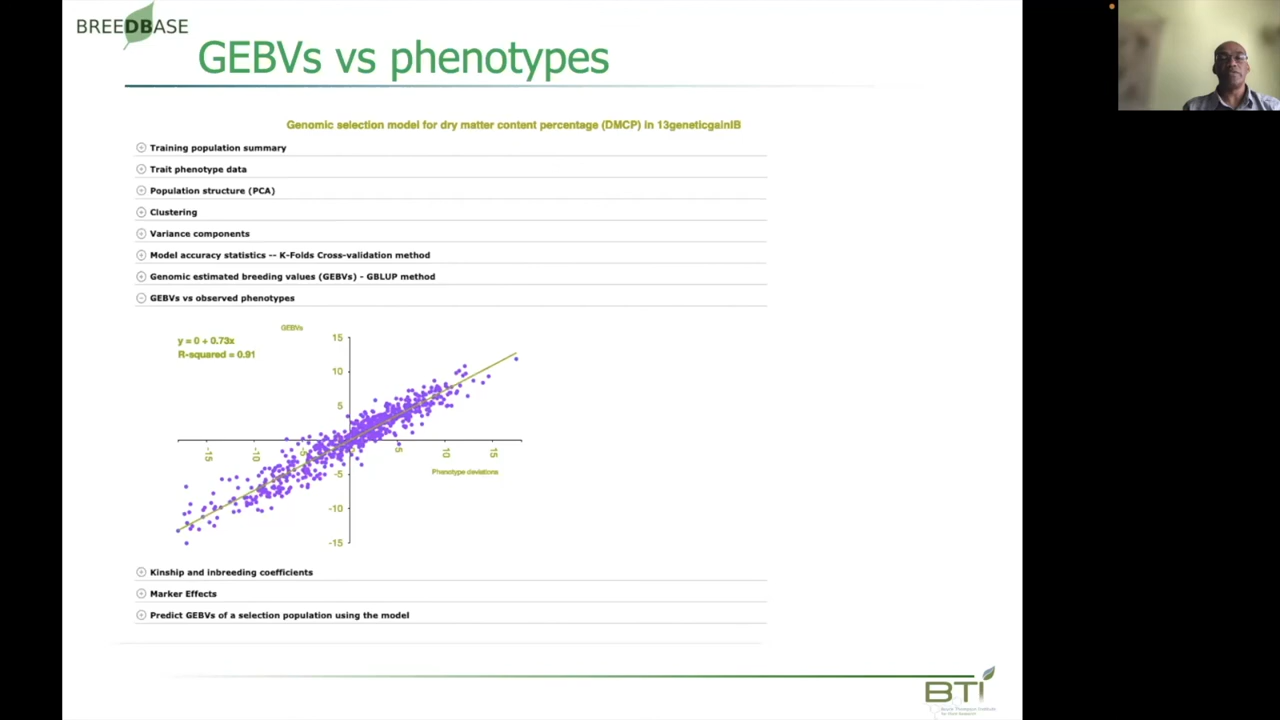 BREEDBASE
GEBVs vs phenotypes
Genomic selection model for dry matter content percentage (DMCP) in 13geneticgainIB
Training population summary
Trait phenotype data
Population structure (PCA)
Clustering
Variance components
Model accuracy statistics -- K-Folds Cross-validation method
Genomic estimated breeding values (GEBVs) - GBLUP method
GEBVs vs observed phenotypes
GEBVs
y = 0 + 0.73x
R-squared = 0.91
15
10
5
-15
-10
-5
5
10
15
Phenotype deviations
-5
-10
-15
Kinship and inbreeding coefficients
Marker Effects
Predict GEBVs of a selection population using the model
BTI